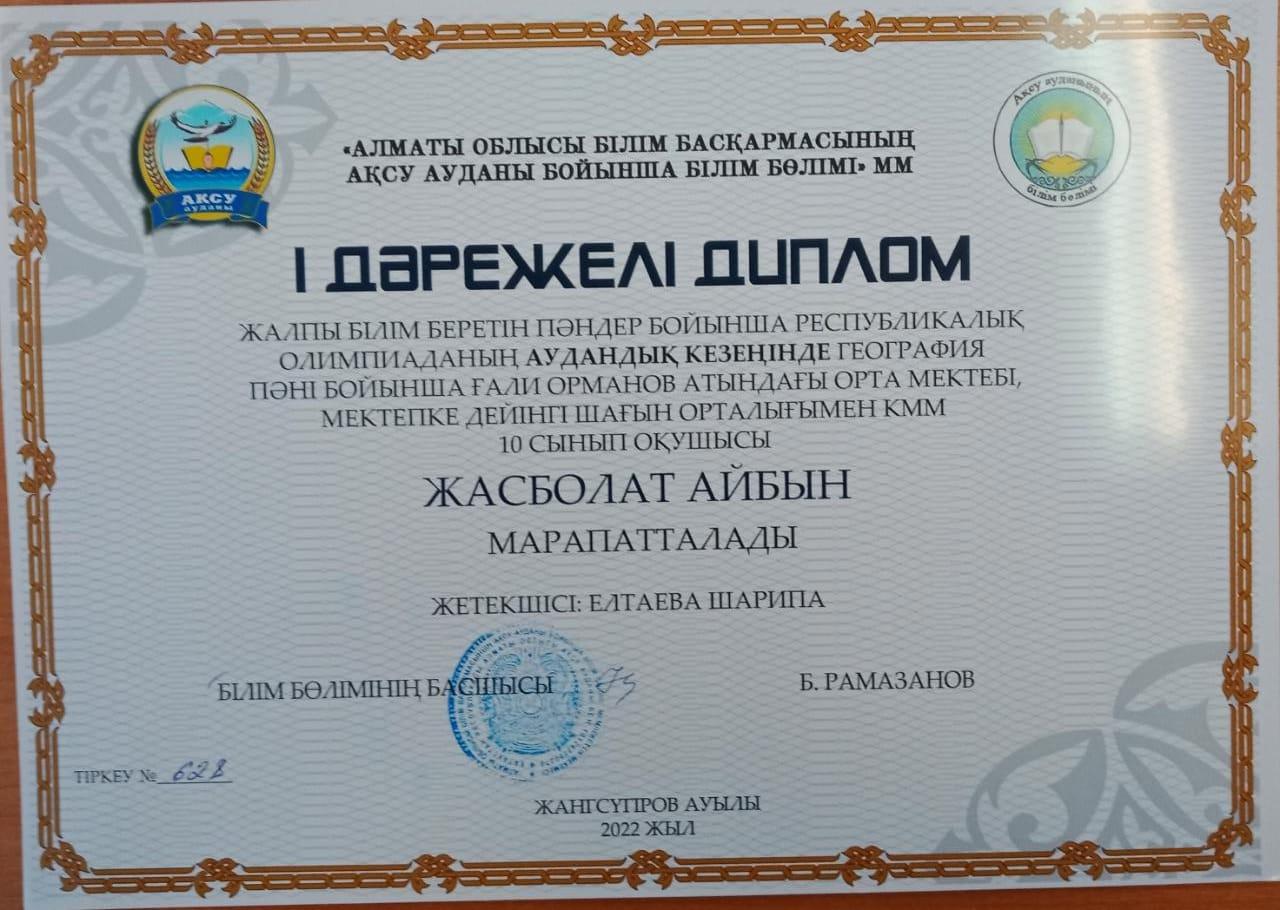 «АЛМАТЫ ОБЛЫСЫ БІЛІМ БАСҚАРМАСЫНЫҢ
АҚСУ АУДАНЫ БОЙЫНША БІЛІМ БӨЛІМІ» ММ
АҚСУ
ауданы
Ақсу ауданының
білім бөлімі
І ДӘРЕЖЕЛІ ДИПЛОМ
ЖАЛПЫ БІЛІМ БЕРЕТІН ПӘНДЕР БОЙЫНША РЕСПУБЛИКАЛЫҚ
ОЛИМПИАДАНЫҢ АУДАНДЫҚ КЕЗЕҢІНДЕ ГЕОГРАФИЯ
ПӘНІ БОЙЫНША ҒАЛИ ОРМАНОВ АТЫНДАҒЫ ОРТА МЕКТЕБІ,
МЕКТЕПКЕ ДЕЙІНГІ ШАҒЫН ОРТАЛЫҒЫМЕН КММ
10 СЫНЫП ОҚУШЫСЫ
ЖАСБОЛАТ АЙБЫН
МАРАПАТТАЛАДЫ
ЖЕТЕКШІСІ: ЕЛТАЕВА ШАРИПА
БІЛІМ БӨЛІМІНІҢ БАСШЫСЫ Б. РАМАЗАНОВ
ТІРКЕУ № 628
ЖАНГСҮГІРОВ АУЫЛЫ
2022 ЖЫЛ